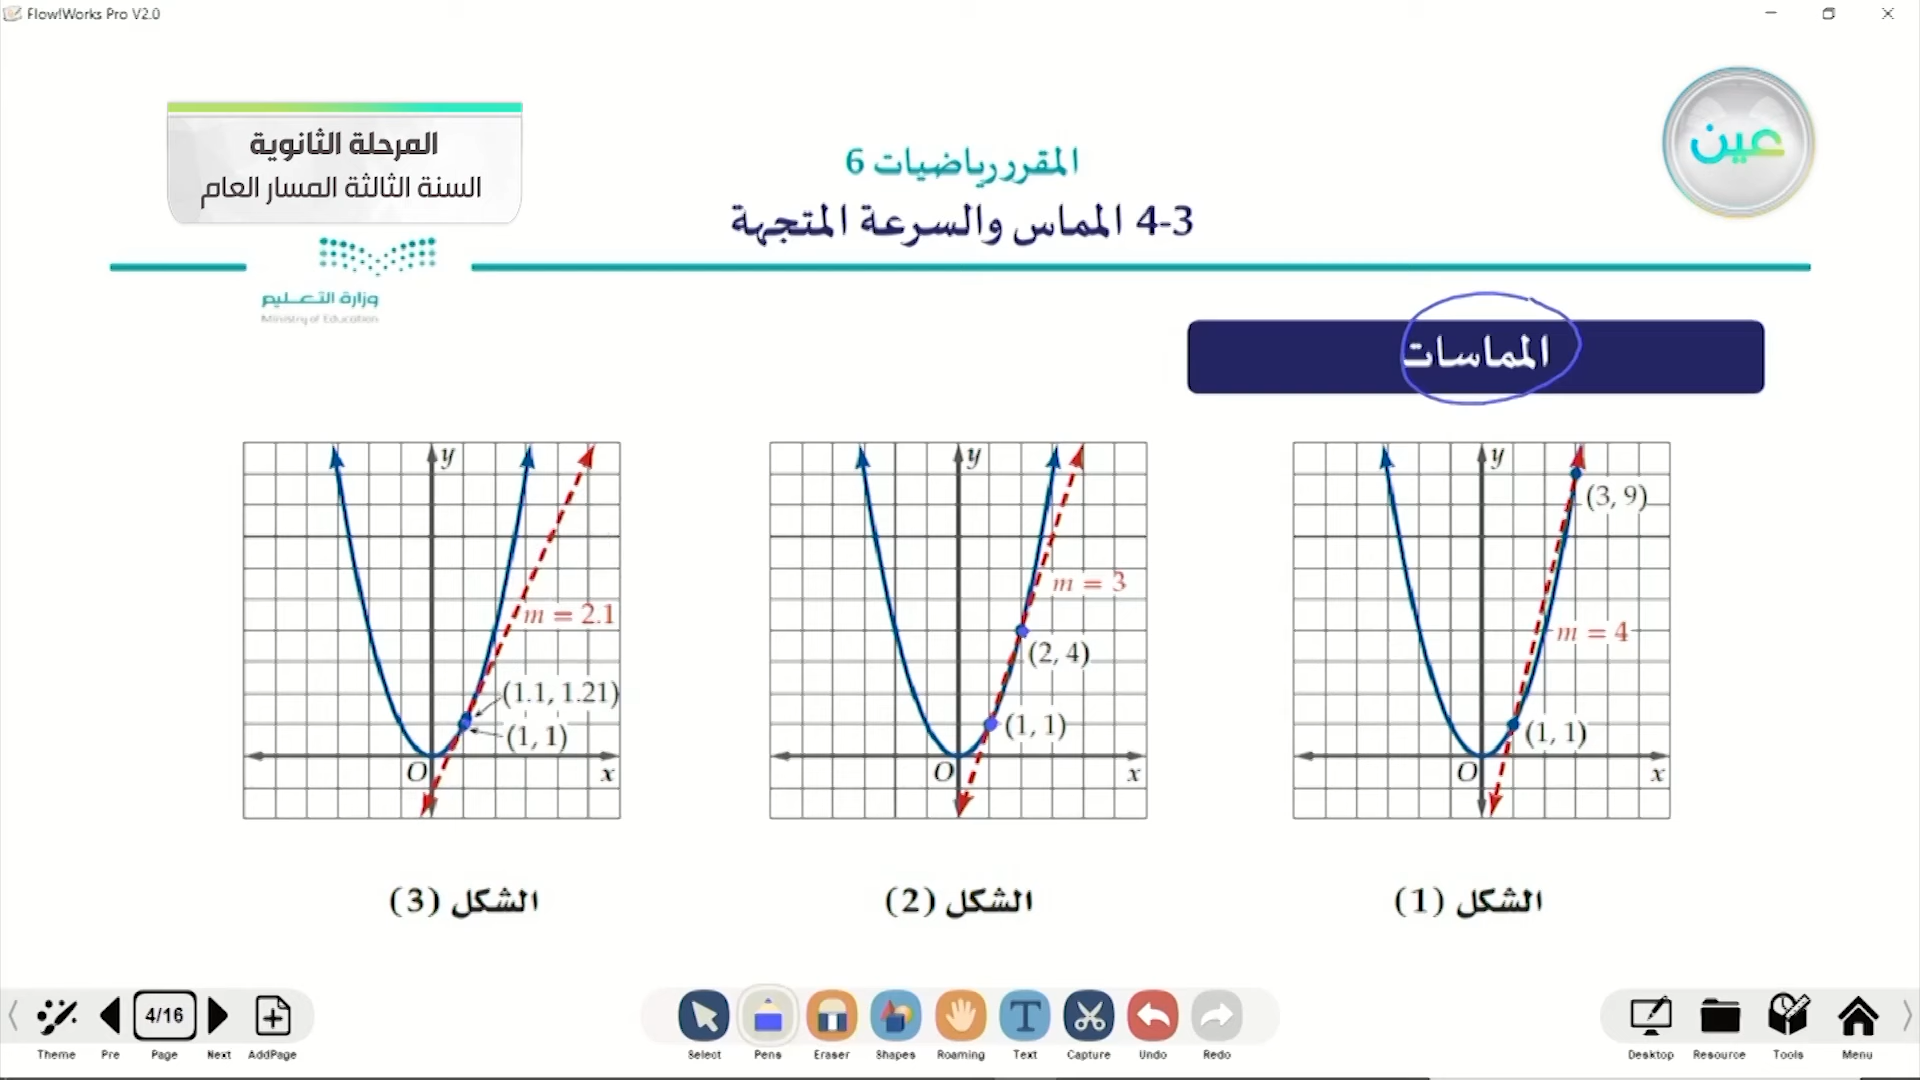 Flow!Works Pro V2.0
عين
المرحلة الثانوية
السنة الثالثة المسار العام
المقرر رياضيات 6
4-3 المماس والسرعة المتجهة
وزارة التعـــليم
Ministry of Education
المماسات
y
(3, 9)
m = 4
(1, 1)
O
x
الشكل (1)
y
m = 3
(2, 4)
(1, 1)
O
x
الشكل (2)
y
m = 2.1
(1.1, 1.21)
(1, 1)
O
x
الشكل (3)
4/16
Theme
Pre
Page
Next
AddPage
Select
Pens
Eraser
Shapes
Roaming
T
Text
Capture
Undo
Redo
Desktop
Resource
Tools
Menu